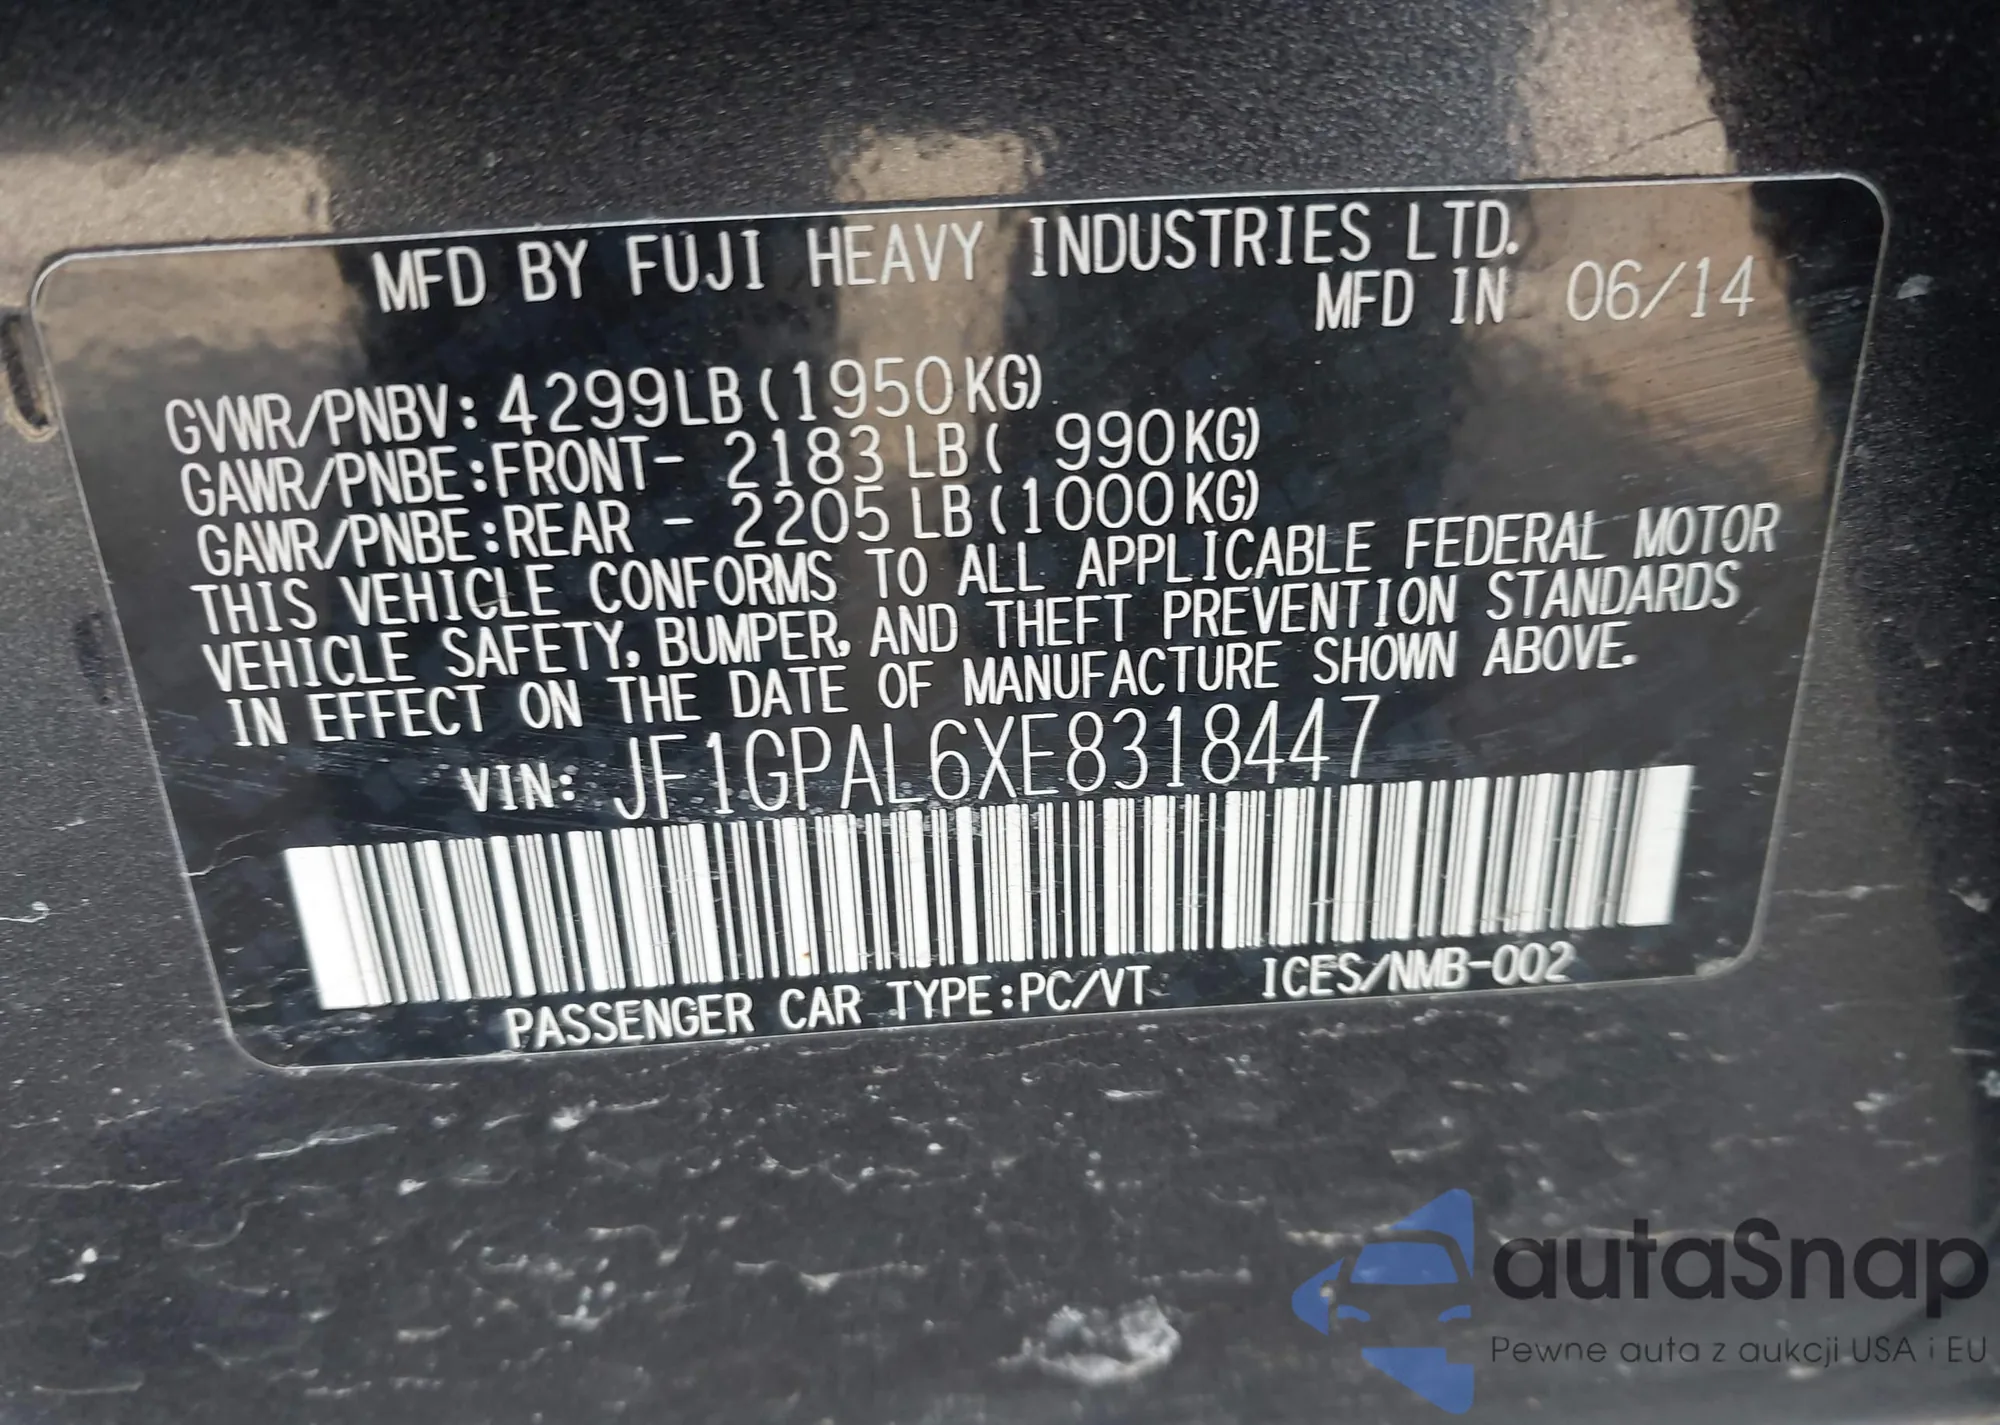 MFD BY FUJI HEAVY INDUSTRIES LTD.
MFD IN 06/14
GVWR/PNBV: 4299LB (1950KG)
GAWR/PNBE:FRONT- 2183 LB ( 990KG)
GAWR/PNBE:REAR - 2205 LB (1000KG)
THIS VEHICLE CONFORMS TO ALL APPLICABLE FEDERAL MOTOR
VEHICLE SAFETY, BUMPER, AND THEFT PREVENTION STANDARDS
IN EFFECT ON THE DATE OF MANUFACTURE SHOWN ABOVE.
VIN: JF1GPAL6XE8318447
PASSENGER CAR TYPE:PC/VT ICES/NMB-002
autaSnap
Pewne auta z aukcji USA i EU